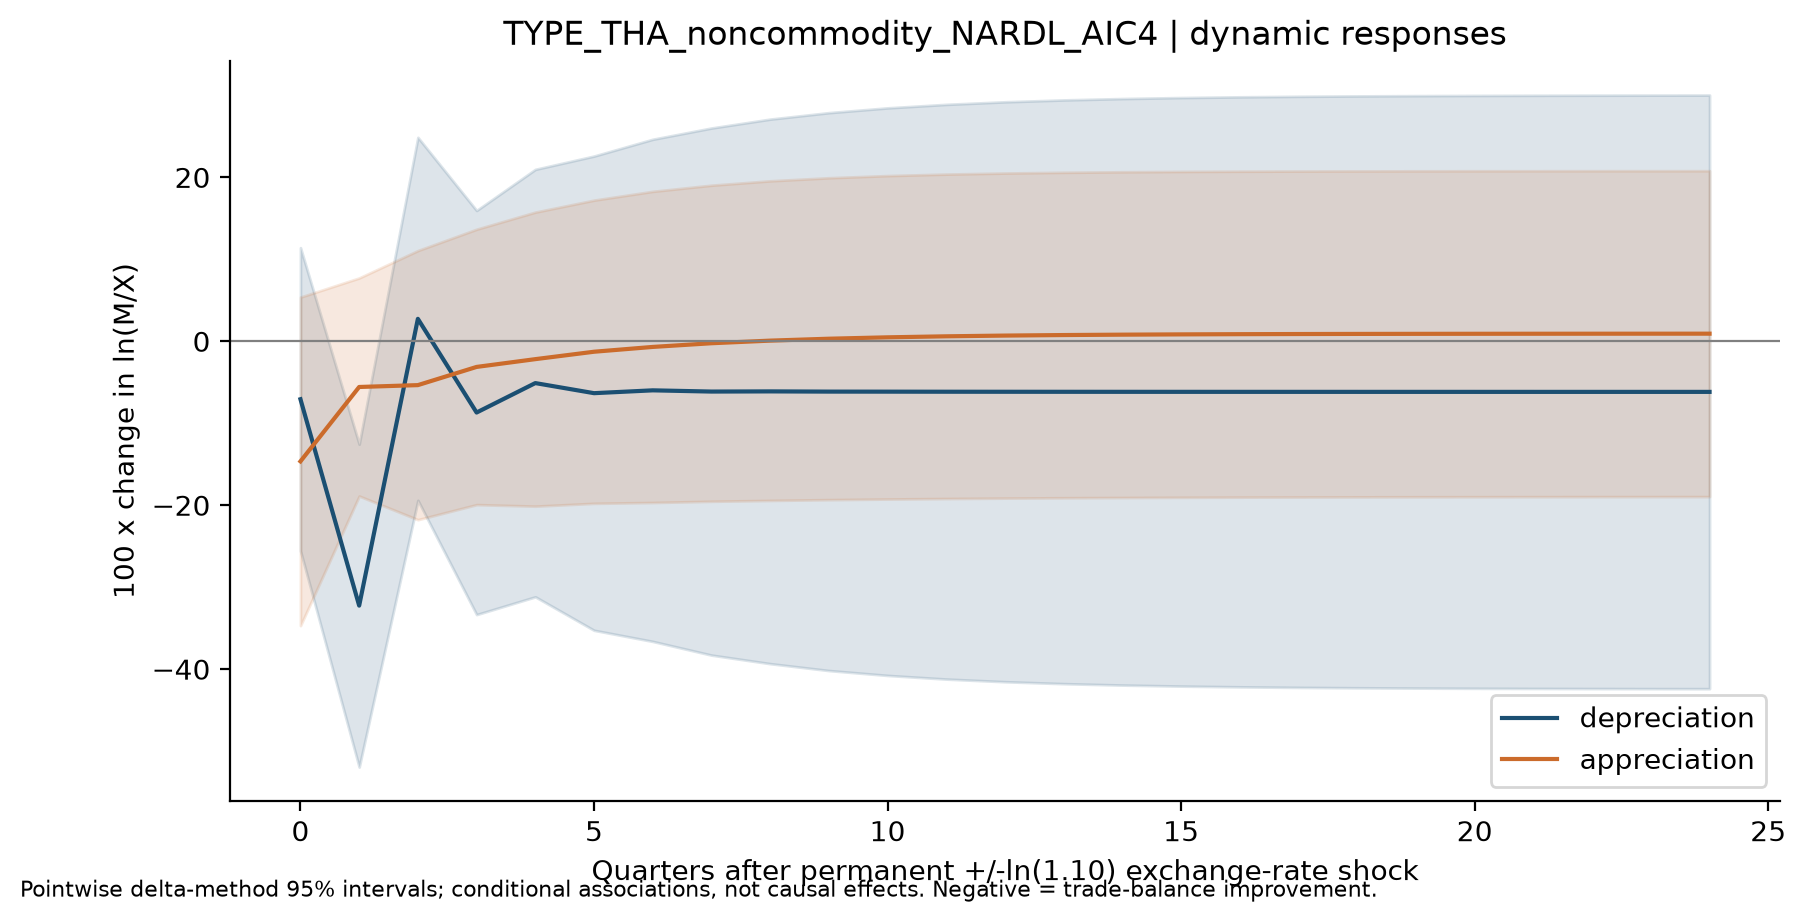 TYPE_THA_noncommodity_NARDL_AIC4 | dynamic responses
100 x change in ln(M/X)
20
0
−20
−40
depreciation
appreciation
0 5 10 15 20 25
Quarters after permanent +/-ln(1.10) exchange-rate shock
Pointwise delta-method 95% intervals; conditional associations, not causal effects. Negative = trade-balance improvement.